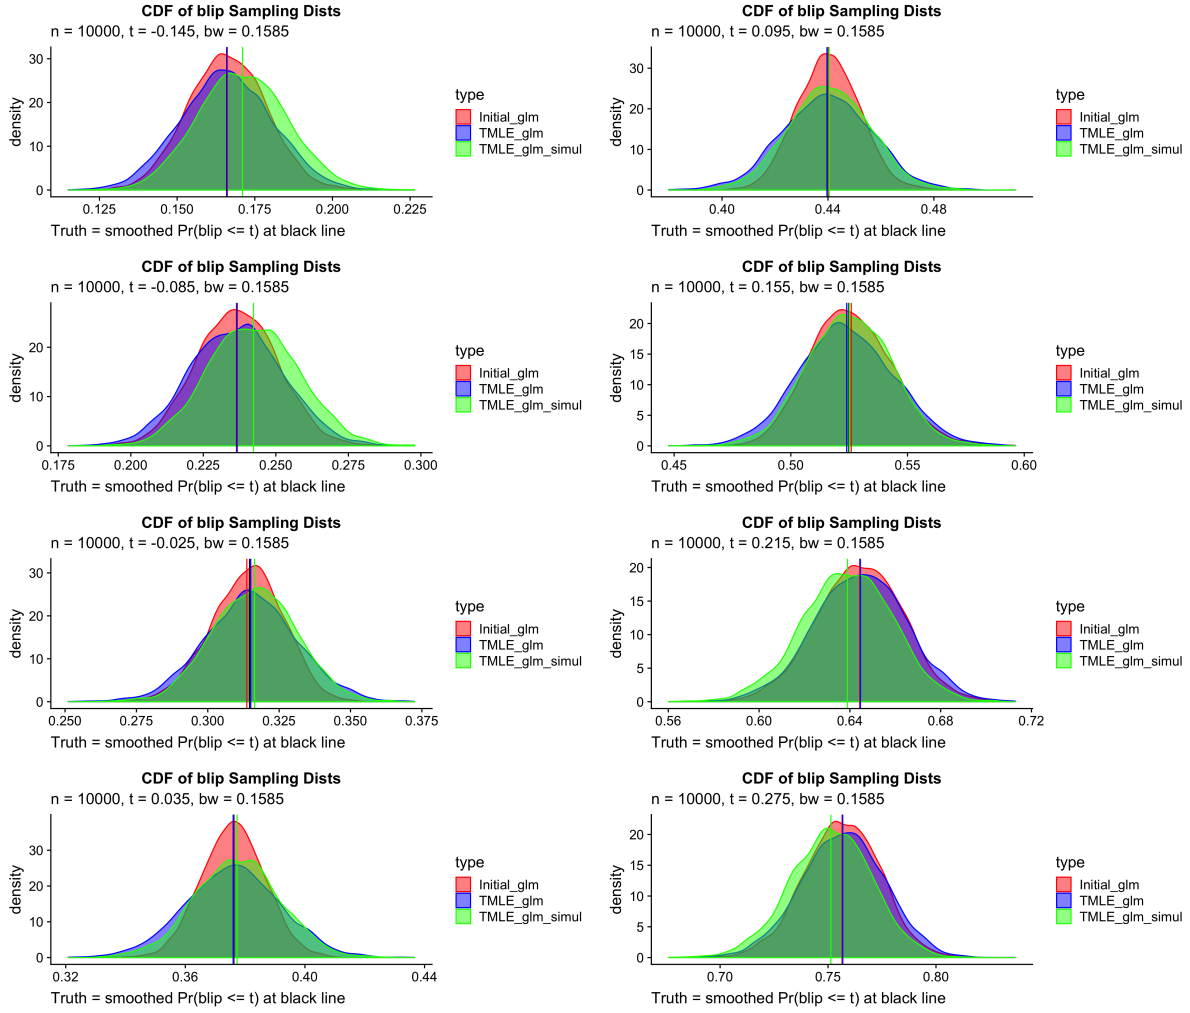 CDF of blip Sampling Dists
n = 10000, t = -0.145, bw = 0.1585
density
30
20
10
0
0.125 0.150 0.175 0.200 0.225
Truth = smoothed Pr(blip <= t) at black line
type
Initial_glm
TMLE_glm
TMLE_glm_simul
CDF of blip Sampling Dists
n = 10000, t = 0.095, bw = 0.1585
density
30
20
10
0
0.40 0.44 0.48
Truth = smoothed Pr(blip <= t) at black line
type
Initial_glm
TMLE_glm
TMLE_glm_simul
CDF of blip Sampling Dists
n = 10000, t = -0.085, bw = 0.1585
density
20
10
0
0.175 0.200 0.225 0.250 0.275 0.300
Truth = smoothed Pr(blip <= t) at black line
type
Initial_glm
TMLE_glm
TMLE_glm_simul
CDF of blip Sampling Dists
n = 10000, t = 0.155, bw = 0.1585
density
20
15
10
5
0
0.45 0.50 0.55 0.60
Truth = smoothed Pr(blip <= t) at black line
type
Initial_glm
TMLE_glm
TMLE_glm_simul
CDF of blip Sampling Dists
n = 10000, t = -0.025, bw = 0.1585
density
30
20
10
0
0.250 0.275 0.300 0.325 0.350 0.375
Truth = smoothed Pr(blip <= t) at black line
type
Initial_glm
TMLE_glm
TMLE_glm_simul
CDF of blip Sampling Dists
n = 10000, t = 0.215, bw = 0.1585
density
20
15
10
5
0
0.56 0.60 0.64 0.68 0.72
Truth = smoothed Pr(blip <= t) at black line
type
Initial_glm
TMLE_glm
TMLE_glm_simul
CDF of blip Sampling Dists
n = 10000, t = 0.035, bw = 0.1585
density
30
20
10
0
0.32 0.36 0.40 0.44
Truth = smoothed Pr(blip <= t) at black line
type
Initial_glm
TMLE_glm
TMLE_glm_simul
CDF of blip Sampling Dists
n = 10000, t = 0.275, bw = 0.1585
density
20
15
10
5
0
0.70 0.75 0.80
Truth = smoothed Pr(blip <= t) at black line
type
Initial_glm
TMLE_glm
TMLE_glm_simul